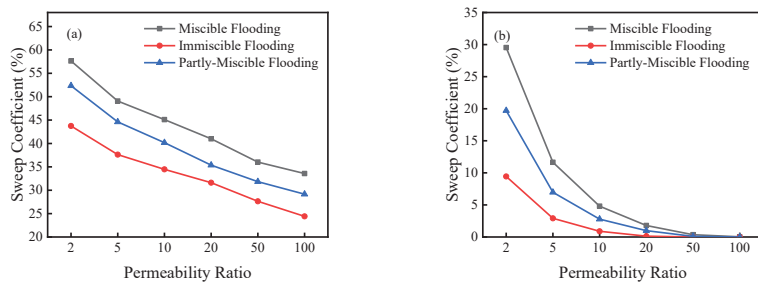 (a)
Miscible Flooding
Immiscible Flooding
Partly-Miscible Flooding
Sweep Coefficient (%)
65
60
55
50
45
40
35
30
25
20
2 5 10 20 50 100
Permeability Ratio
(b)
Miscible Flooding
Immiscible Flooding
Partly-Miscible Flooding
Sweep Coefficient (%)
35
30
25
20
15
10
5
0
2 5 10 20 50 100
Permeability Ratio